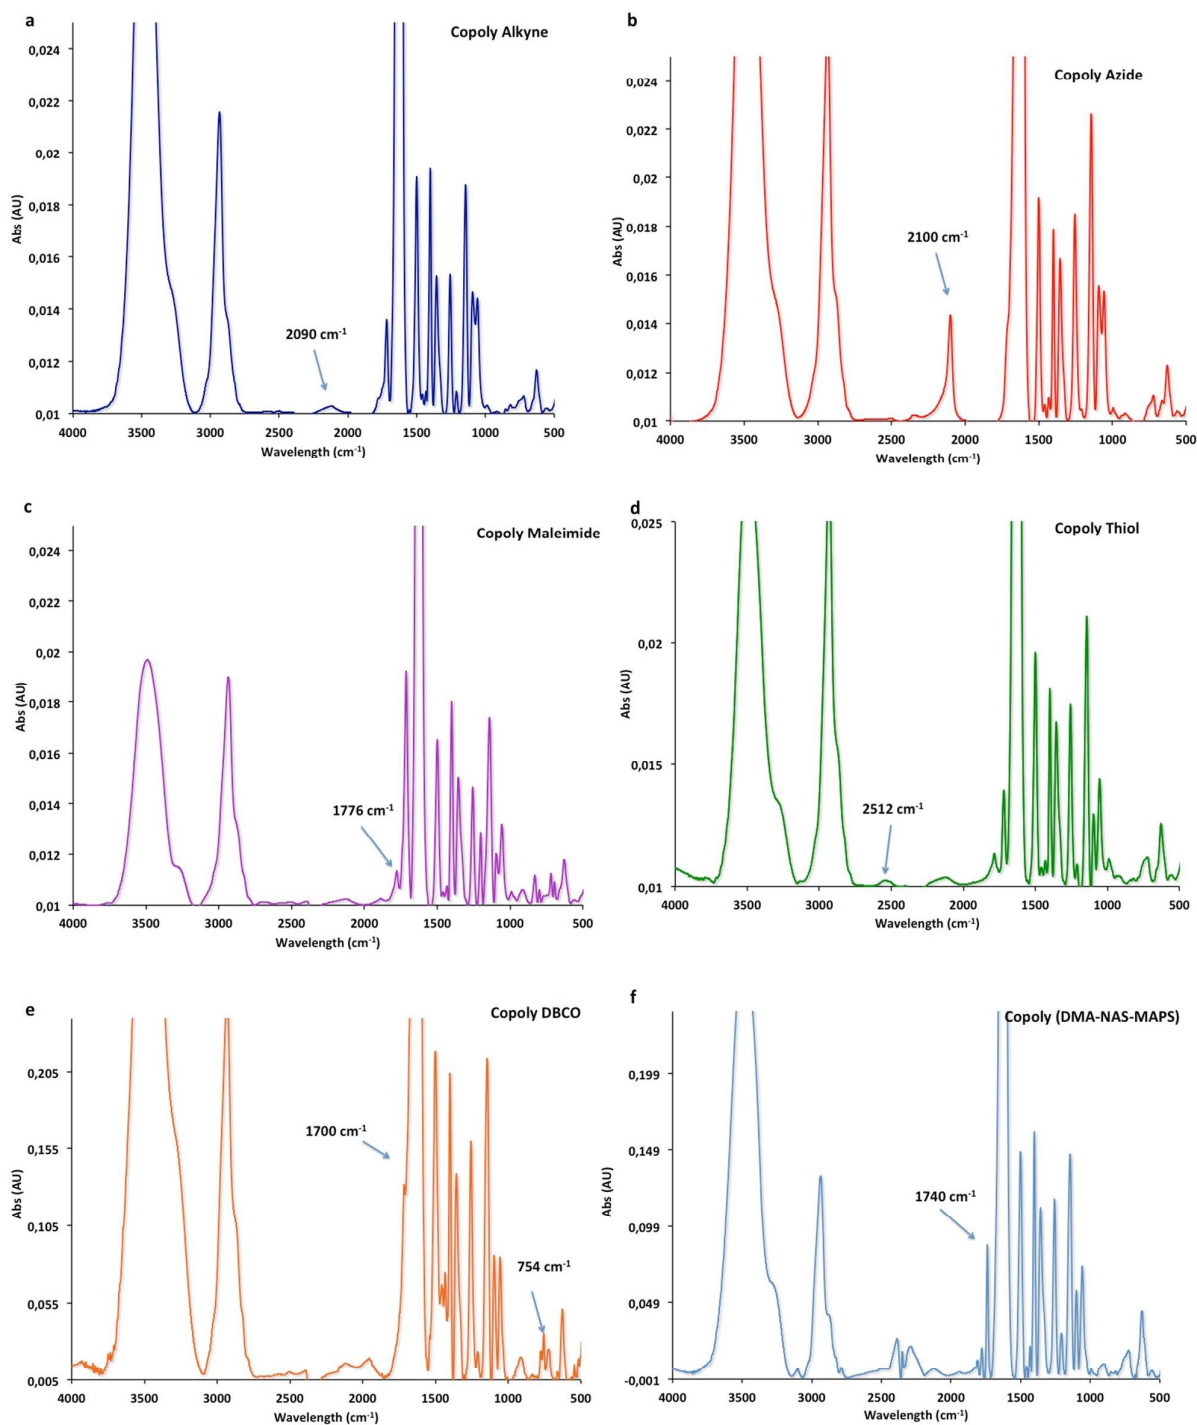 a
Copoly Alkyne
0,024
0,022
0,02
0,018
0,016
0,014
0,012
0,01
Abs (AU)
2090 cm-1
4000 3500 3000 2500 2000 1500 1000 500
Wavelength (cm-1)
b
Copoly Azide
0,024
0,022
0,02
0,018
0,016
0,014
0,012
0,01
Abs (AU)
2100 cm-1
4000 3500 3000 2500 2000 1500 1000 500
Wavelength (cm-1)
c
Copoly Maleimide
0,024
0,022
0,02
0,018
0,016
0,014
0,012
0,01
Abs (AU)
1776 cm-1
4000 3500 3000 2500 2000 1500 1000 500
Wavelength (cm-1)
d
Copoly Thiol
0,025
0,02
0,015
0,01
Abs (AU)
2512 cm-1
4000 3500 3000 2500 2000 1500 1000 500
Wavelength (cm-1)
e
Copoly DBCO
0,205
0,155
0,105
0,055
0,005
Abs (AU)
1700 cm-1
754 cm-1
4000 3500 3000 2500 2000 1500 1000 500
Wavelength (cm-1)
f
Copoly (DMA-NAS-MAPS)
0,199
0,149
0,099
0,049
-0,001
Abs (AU)
1740 cm-1
4000 3500 3000 2500 2000 1500 1000 500
Wavelength (cm-1)